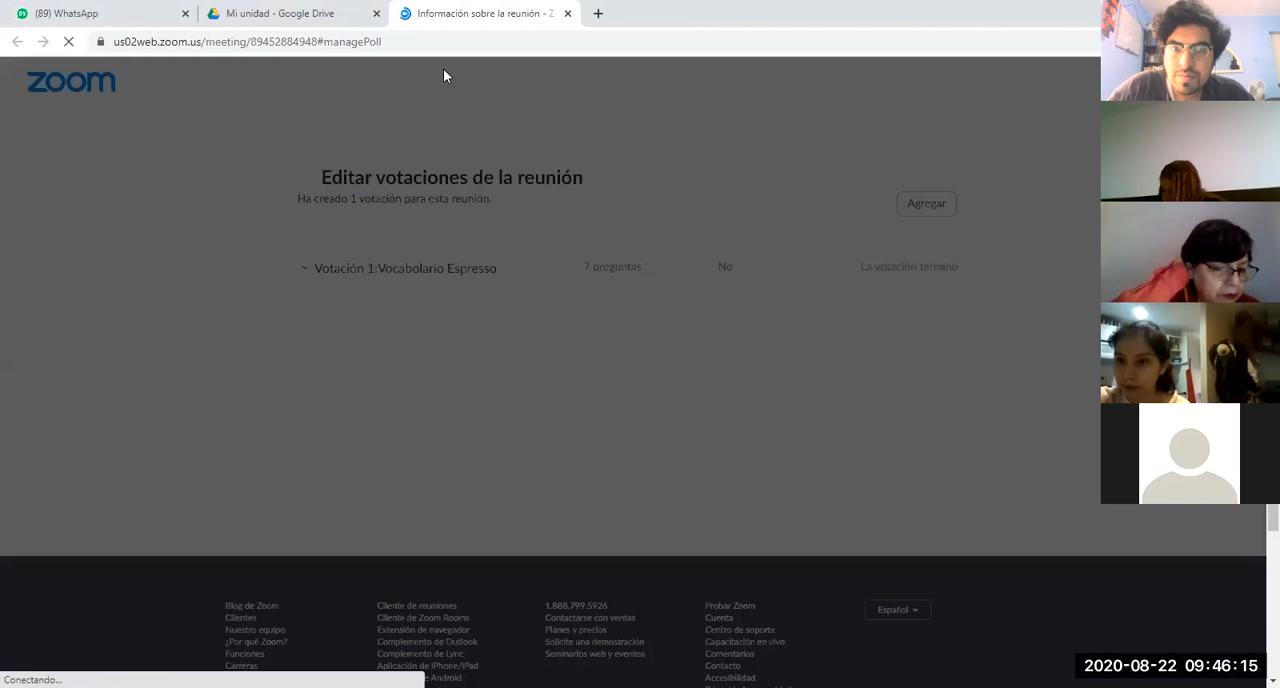 (89) WhatsApp
Mi unidad - Google Drive
Información sobre la reunión - Z
us02web.zoom.us/meeting/89452884948#managePoll
zoom
Editar votaciones de la reunión
Ha creado 1 votación para esta reunión.
Agregar
Votación 1:Vocabolario Espresso
7 preguntas
No
La votación terminó
Blog de Zoom
Clientes
Nuestro equipo
¿Por qué Zoom?
Funciones
Carreras
Cliente de reuniones
Cliente de Zoom Rooms
Extensión de navegador
Complemento de Outlook
Complemento de Lync
Aplicación de iPhone/iPad
Android
1.888.799.5926
Contactarse con ventas
Planes y precios
Solicite una demostración
Seminarios web y eventos
Probar Zoom
Cuenta
Centro de soporte
Capacitación en vivo
Comentarios
Contacto
Accesibilidad
Español
Conectando...
2020-08-22 09:46:15